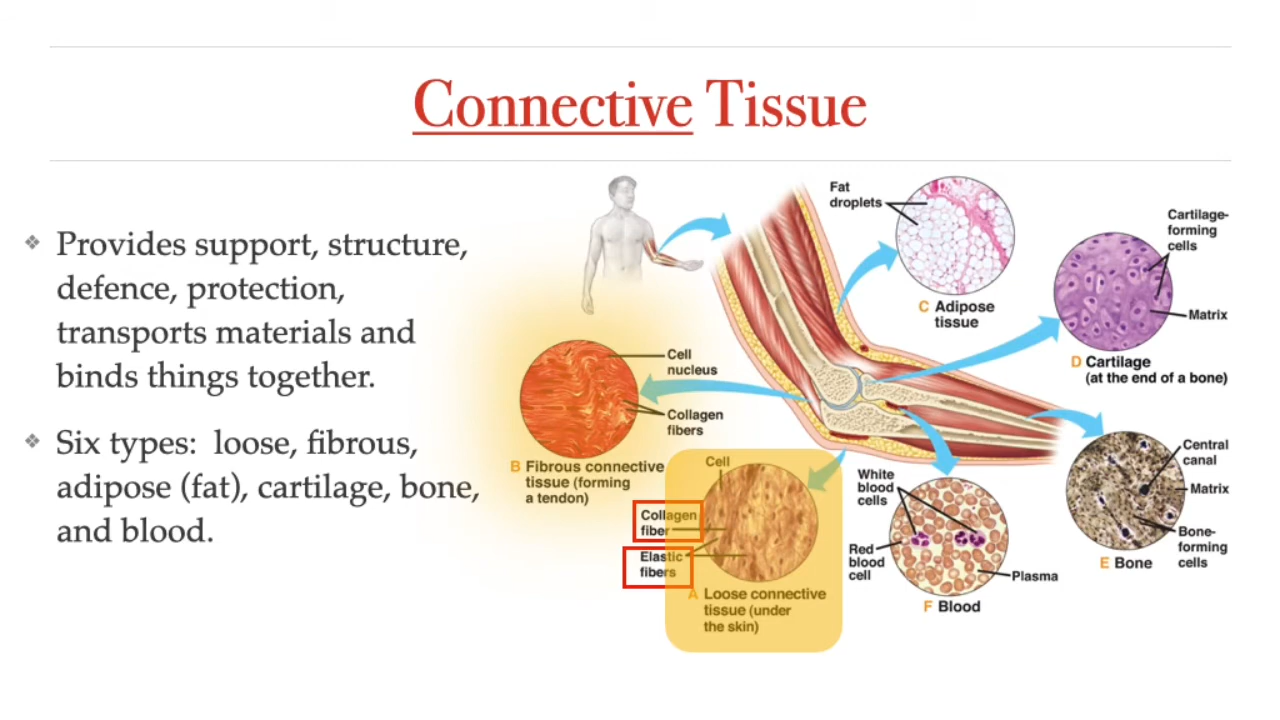 Connective Tissue
❖ Provides support, structure,
defence, protection,
transports materials and
binds things together.
❖ Six types: loose, fibrous,
adipose (fat), cartilage, bone,
and blood.
Fat
droplets
C Adipose
tissue
Cartilage-
forming
cells
Matrix
D Cartilage
(at the end of a bone)
Cell
nucleus
Collagen
fibers
B Fibrous connective
tissue (forming
a tendon)
Cell
Collagen
fiber
Elastic
fibers
A Loose connective
tissue (under
the skin)
White
blood
cells
Red
blood
cell
Plasma
F Blood
Central
canal
Matrix
Bone-
forming
cells
E Bone